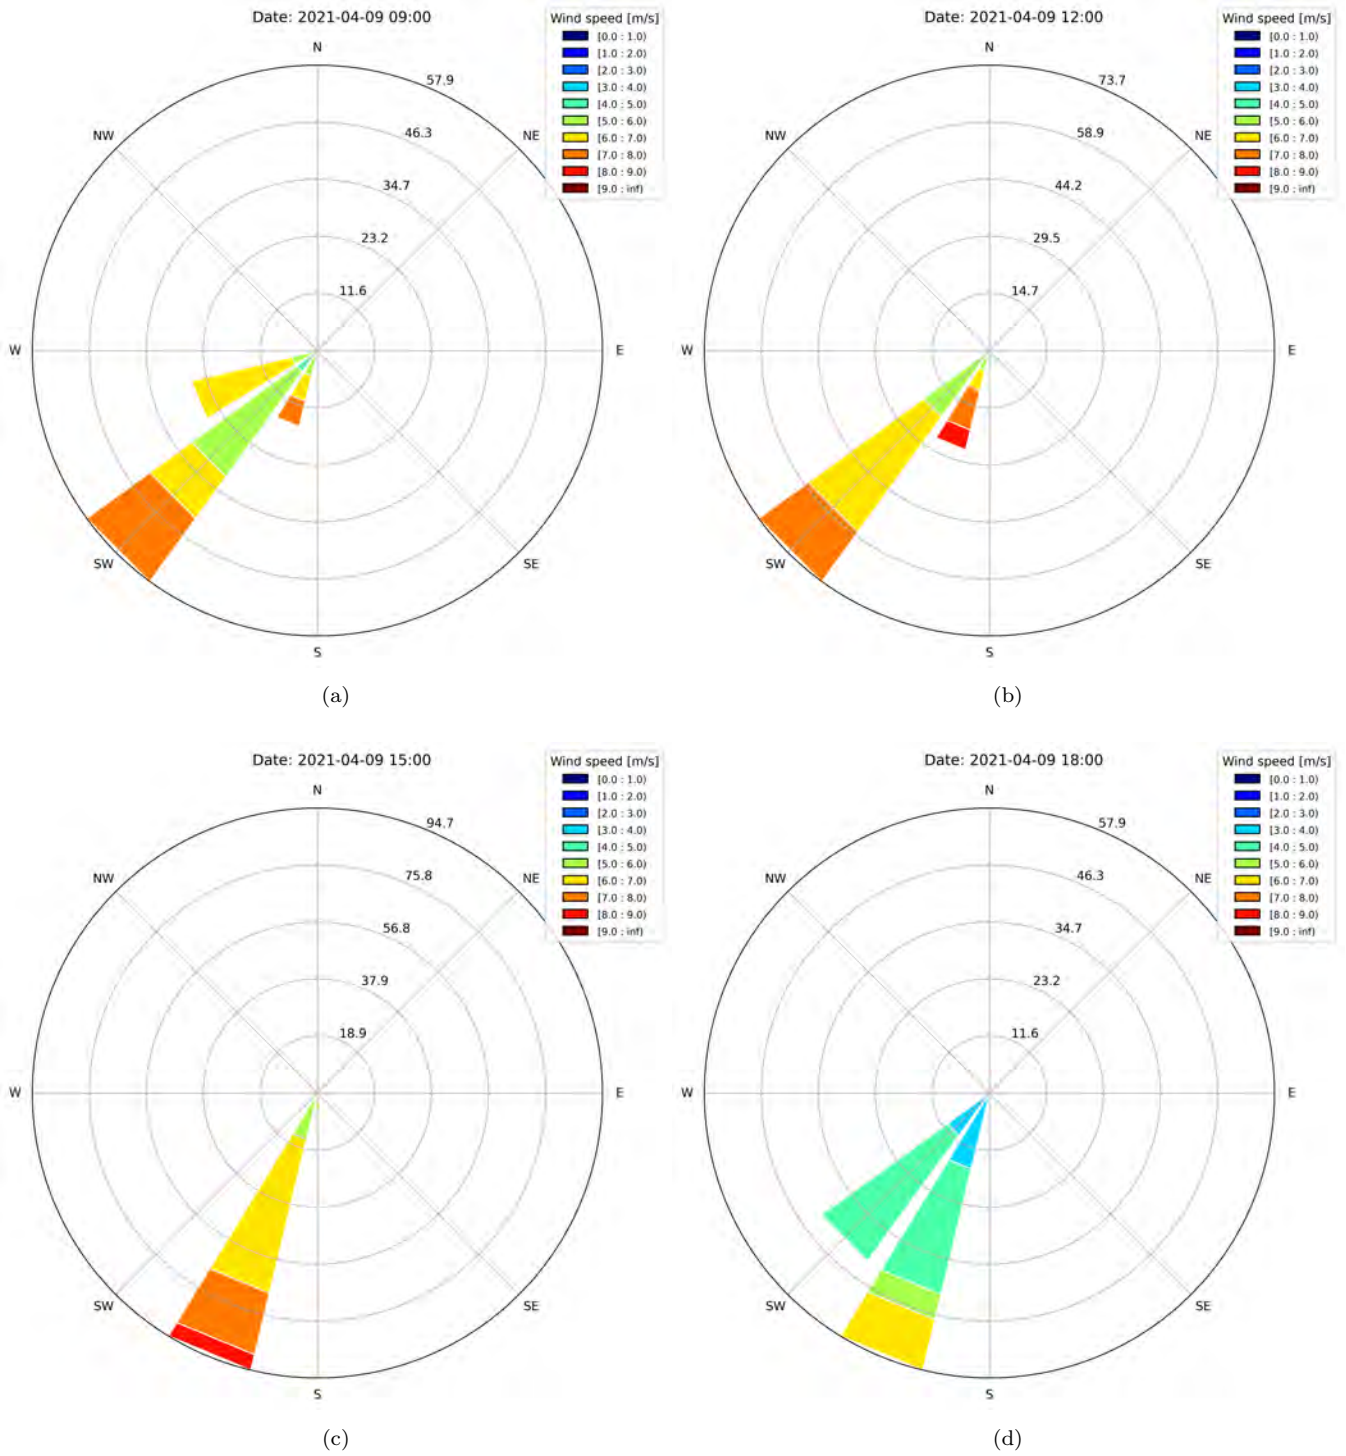 Date: 2021-04-09 09:00
Wind speed [m/s]
[0.0 : 1.0)
[1.0 : 2.0)
[2.0 : 3.0)
[3.0 : 4.0)
[4.0 : 5.0)
[5.0 : 6.0)
[6.0 : 7.0)
[7.0 : 8.0)
[8.0 : 9.0)
[9.0 : inf)
N
57.9
NW
46.3
NE
34.7
23.2
11.6
W
E
SW
SE
S
(a)
Date: 2021-04-09 12:00
Wind speed [m/s]
[0.0 : 1.0)
[1.0 : 2.0)
[2.0 : 3.0)
[3.0 : 4.0)
[4.0 : 5.0)
[5.0 : 6.0)
[6.0 : 7.0)
[7.0 : 8.0)
[8.0 : 9.0)
[9.0 : inf)
N
73.7
NW
58.9
NE
44.2
29.5
14.7
W
E
SW
SE
S
(b)
Date: 2021-04-09 15:00
Wind speed [m/s]
[0.0 : 1.0)
[1.0 : 2.0)
[2.0 : 3.0)
[3.0 : 4.0)
[4.0 : 5.0)
[5.0 : 6.0)
[6.0 : 7.0)
[7.0 : 8.0)
[8.0 : 9.0)
[9.0 : inf)
N
94.7
NW
75.8
NE
56.8
37.9
18.9
W
E
SW
SE
S
(c)
Date: 2021-04-09 18:00
Wind speed [m/s]
[0.0 : 1.0)
[1.0 : 2.0)
[2.0 : 3.0)
[3.0 : 4.0)
[4.0 : 5.0)
[5.0 : 6.0)
[6.0 : 7.0)
[7.0 : 8.0)
[8.0 : 9.0)
[9.0 : inf)
N
57.9
NW
46.3
NE
34.7
23.2
11.6
W
E
SW
SE
S
(d)